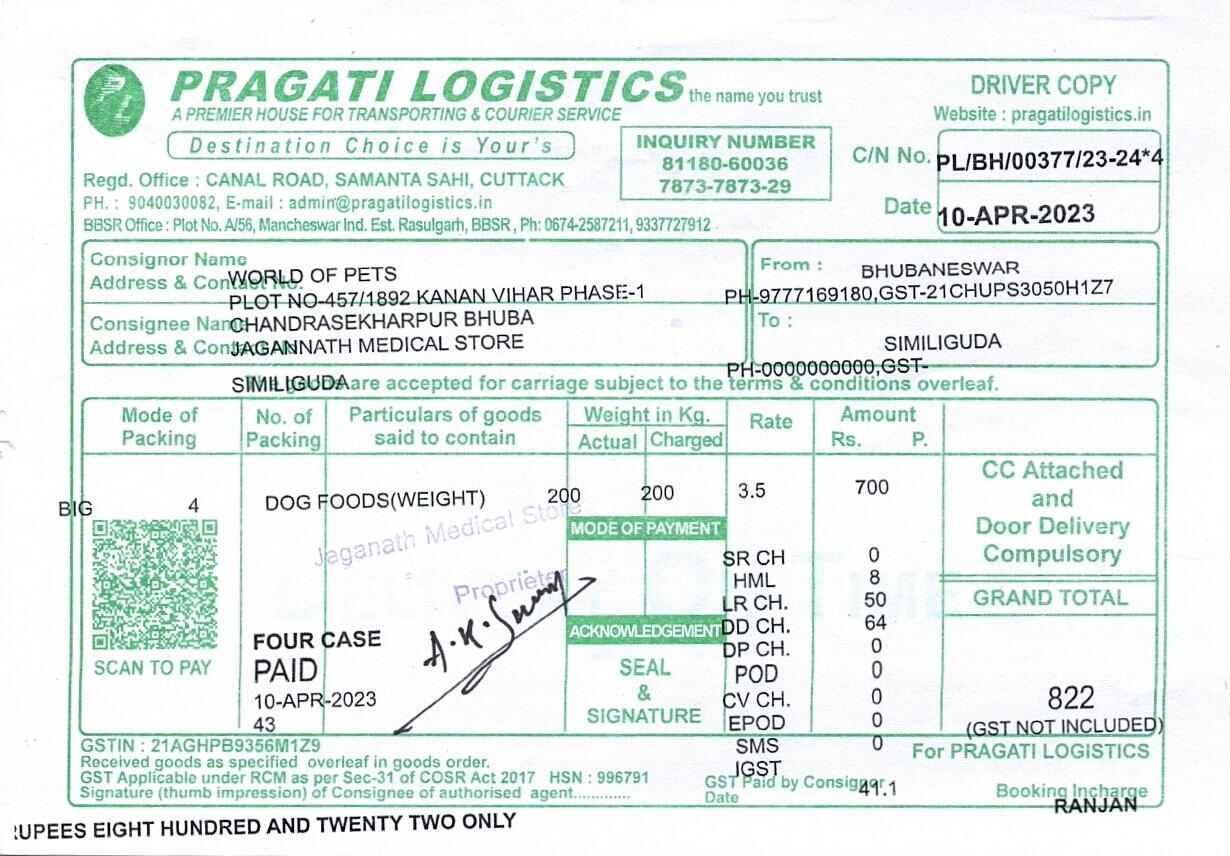 PRAGATI LOGISTICS the name you trust
A PREMIER HOUSE FOR TRANSPORTING & COURIER SERVICE
Destination Choice is Your's
DRIVER COPY
Website : pragatilogistics.in
INQUIRY NUMBER
81180-60036
7873-7873-29
C/N No. PL/BH/00377/23-24*4
Date 10-APR-2023
Regd. Office : CANAL ROAD, SAMANTA SAHI, CUTTACK
PH. : 9040030082, E-mail : admin@pragatilogistics.in
BBSR Office : Plot No. A/56, Mancheswar Ind. Est. Rasulgarh, BBSR, Ph: 0674-2587211, 9337727912
Consignor Name
Address & Contact No.
WORLD OF PETS
PLOT NO-457/1892 KANAN VIHAR PHASE-1
From : BHUBANESWAR
PH-9777169180,GST-21CHUPS3050H1Z7
Consignee Name
CHANDRASEKHARPUR BHUBA
Address & Contact No.
JAGANNATH MEDICAL STORE
To :
SIMILIGUDA
PH-0000000000,GST-
SIMILIGUDA
The goods are accepted for carriage subject to the terms & conditions overleaf.
Mode of Packing
No. of Packing
Particulars of goods said to contain
Weight in Kg.
Actual Charged
Rate
Amount
Rs. P.
BIG 4 DOG FOODS(WEIGHT) 200 200 3.5 700
CC Attached
and
Door Delivery
Compulsory
Jaganath Medical Store
Proprieter
MODE OF PAYMENT
SR CH 0
HML 8
LR CH. 50
DD CH. 64
DP CH. 0
POD 0
CV CH. 0
EPOD 0
SMS 0
IGST 41.1
GRAND TOTAL
822
(GST NOT INCLUDED)
ACKNOWLEDGEMENT
SEAL
&
SIGNATURE
SCAN TO PAY
FOUR CASE
PAID
10-APR-2023
43
GSTIN : 21AGHPB9356M1Z9
Received goods as specified overleaf in goods order.
GST Applicable under RCM as per Sec-31 of COSR Act 2017 HSN : 996791
Signature (thumb impression) of Consignee of authorised agent.............
GST Paid by Consignor
Date
For PRAGATI LOGISTICS
Booking Incharge
RANJAN
RUPEES EIGHT HUNDRED AND TWENTY TWO ONLY